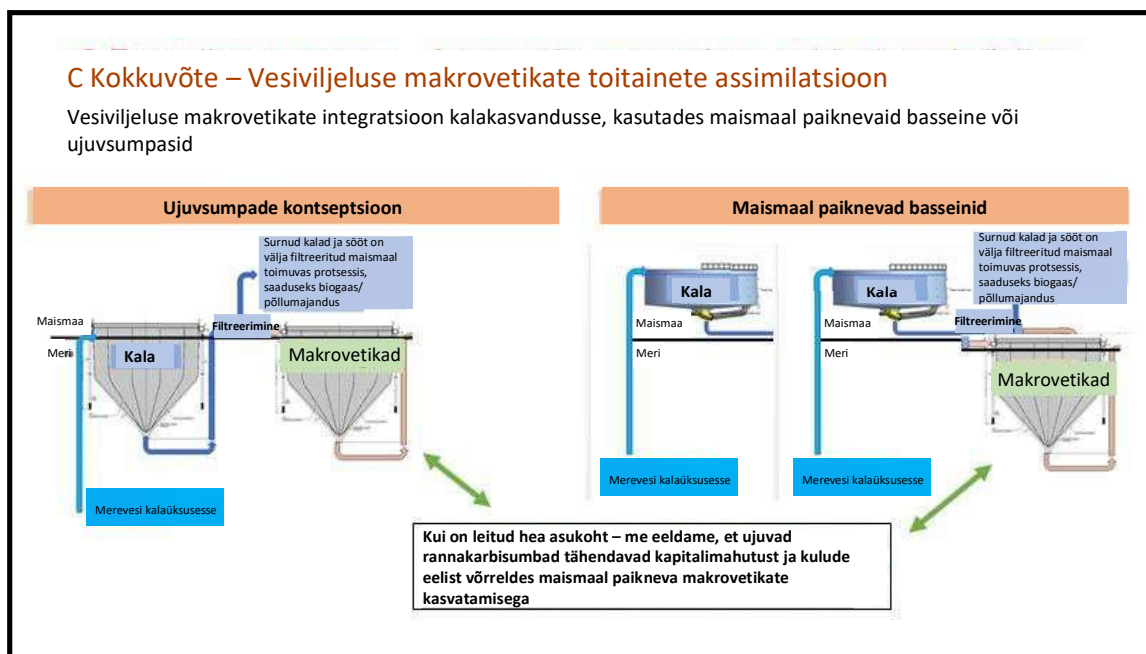 C Kokkuvõte – Vesiviljeluse makrovetikate toitainete assimilatsioon
Vesiviljeluse makrovetikate integratsioon kalakasvandusse, kasutades maismaal paiknevaid basseine või
ujuvsumpasid
Ujuvsumpade kontseptsioon
Surnud kalad ja sööt on
välja filtreeritud maismaal
toimuvas protsessis,
saaduseks biogaas/
põllumajandus
Maismaa
Filtreerimine
Meri
Kala
Makrovetikad
Merevesi kalaüksusesse
Maismaal paiknevad basseinid
Surnud kalad ja sööt on
välja filtreeritud maismaal
toimuvas protsessis,
saaduseks biogaas/
põllumajandus
Kala
Kala
Maismaa
Maismaa
Filtreerimine
Meri
Meri
Makrovetikad
Merevesi kalaüksusesse
Merevesi kalaüksusesse
Kui on leitud hea asukoht – me eeldame, et ujuvad
rannakarbisumbad tähendavad kapitalimahutust ja kulude
eelist võrreldes maismaal paikneva makrovetikate
kasvatamisega